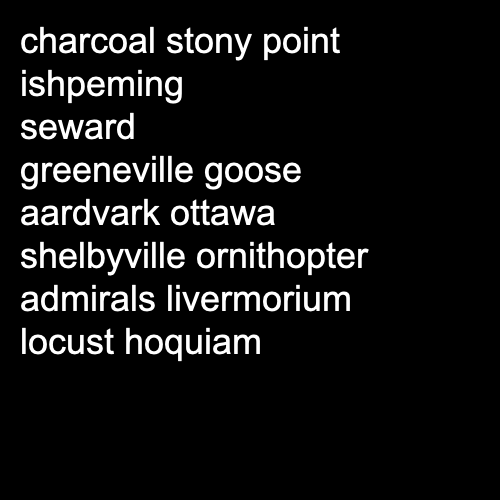 charcoal stony point
ishpeming
seward
greeneville goose
aardvark ottawa
shelbyville ornithopter
admirals livermorium
locust hoquiam